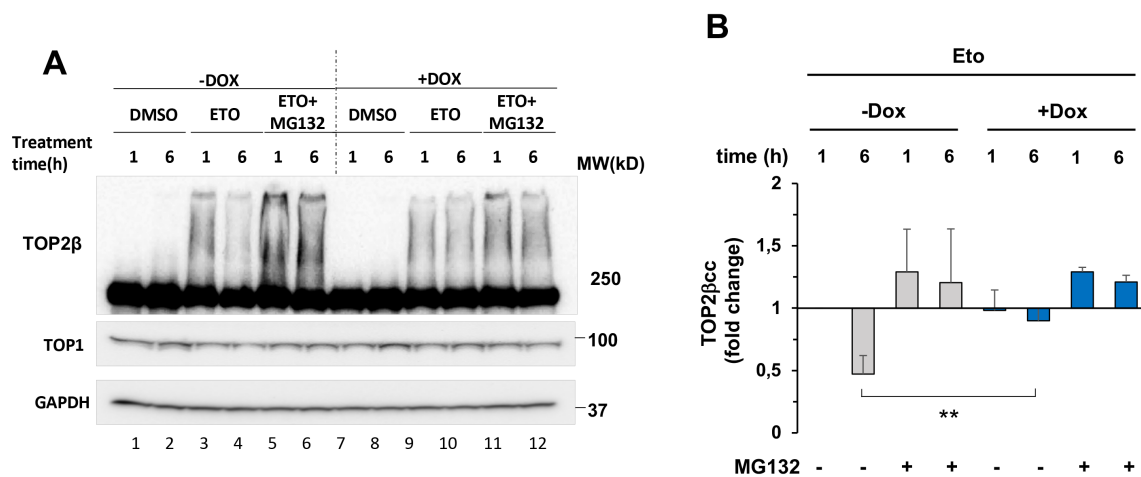 A
-DOX
+DOX
DMSO ETO ETO+ MG132 DMSO ETO ETO+ MG132
Treatment time(h)
1 6 1 6 1 6 1 6 1 6 1 6
MW(kD)
TOP2β
250
TOP1
100
GAPDH
37
1 2 3 4 5 6 7 8 9 10 11 12
B
Eto
-Dox +Dox
time (h) 1 6 1 6 1 6 1 6
TOP2βcc
(fold change)
2
1,5
1
0,5
0
**
MG132 - - + + - - + +